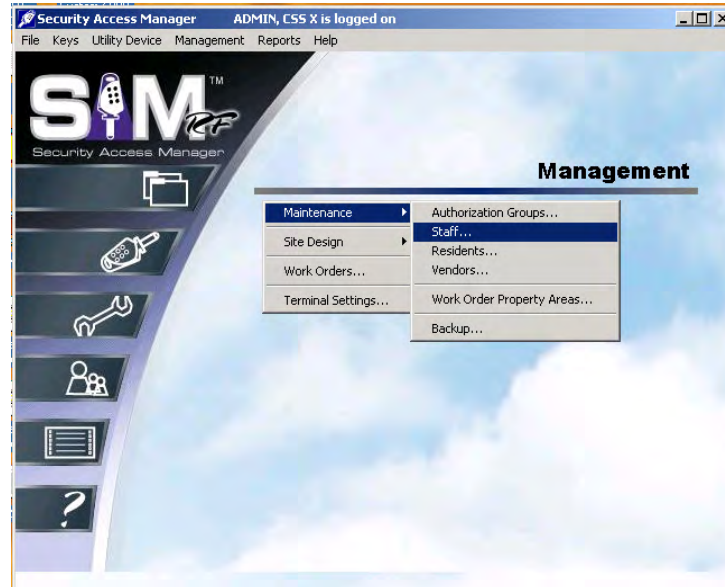 Security Access Manager ADMIN, CSS X is logged on
File Keys Utility Device Management Reports Help
SAM RF TM
Security Access Manager
Management
Maintenance
Site Design
Work Orders...
Terminal Settings...
Authorization Groups...
Staff...
Residents...
Vendors...
Work Order Property Areas...
Backup...
?